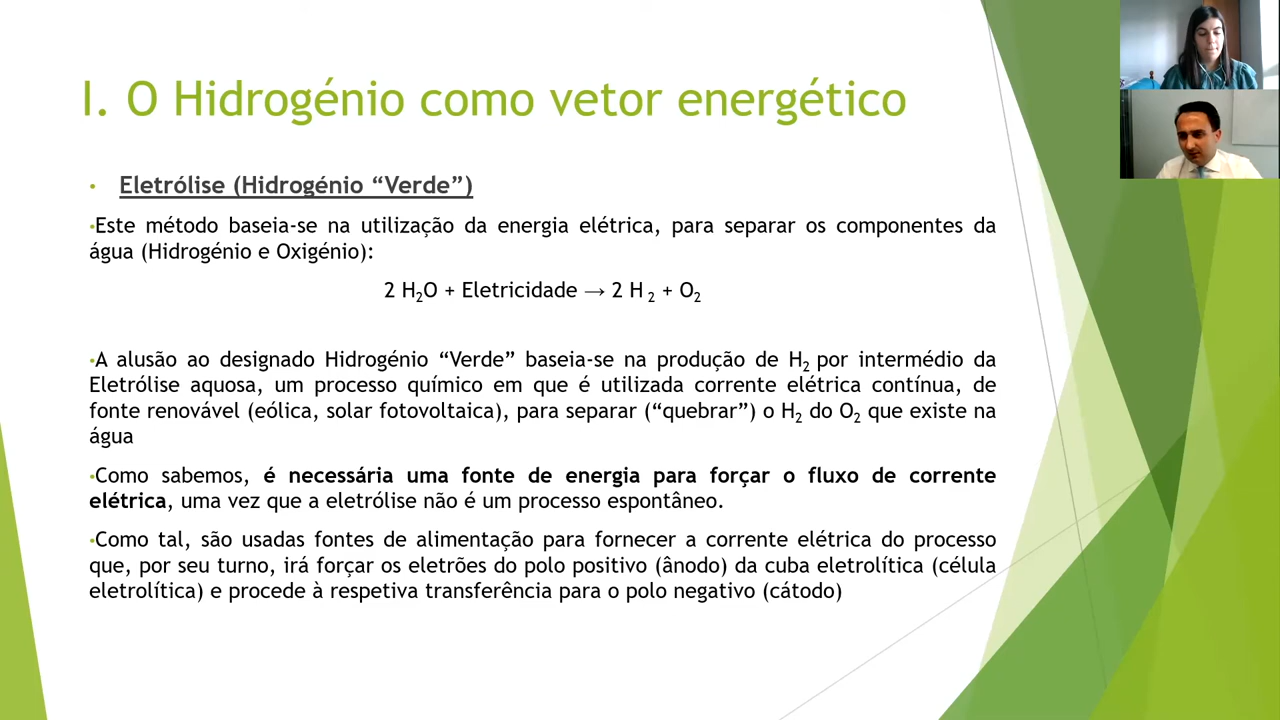 I. O Hidrogénio como vetor energético
• Eletrólise (Hidrogénio “Verde”)
•Este método baseia-se na utilização da energia elétrica, para separar os componentes da
água (Hidrogénio e Oxigénio):
2 H₂O + Eletricidade → 2 H ₂ + O₂
•A alusão ao designado Hidrogénio “Verde” baseia-se na produção de H₂ por intermédio da
Eletrólise aquosa, um processo químico em que é utilizada corrente elétrica contínua, de
fonte renovável (eólica, solar fotovoltaica), para separar (“quebrar”) o H₂ do O₂ que existe na
água
•Como sabemos, é necessária uma fonte de energia para forçar o fluxo de corrente
elétrica, uma vez que a eletrólise não é um processo espontâneo.
•Como tal, são usadas fontes de alimentação para fornecer a corrente elétrica do processo
que, por seu turno, irá forçar os eletrões do polo positivo (ânodo) da cuba eletrolítica (célula
eletrolítica) e procede à respetiva transferência para o polo negativo (cátodo)